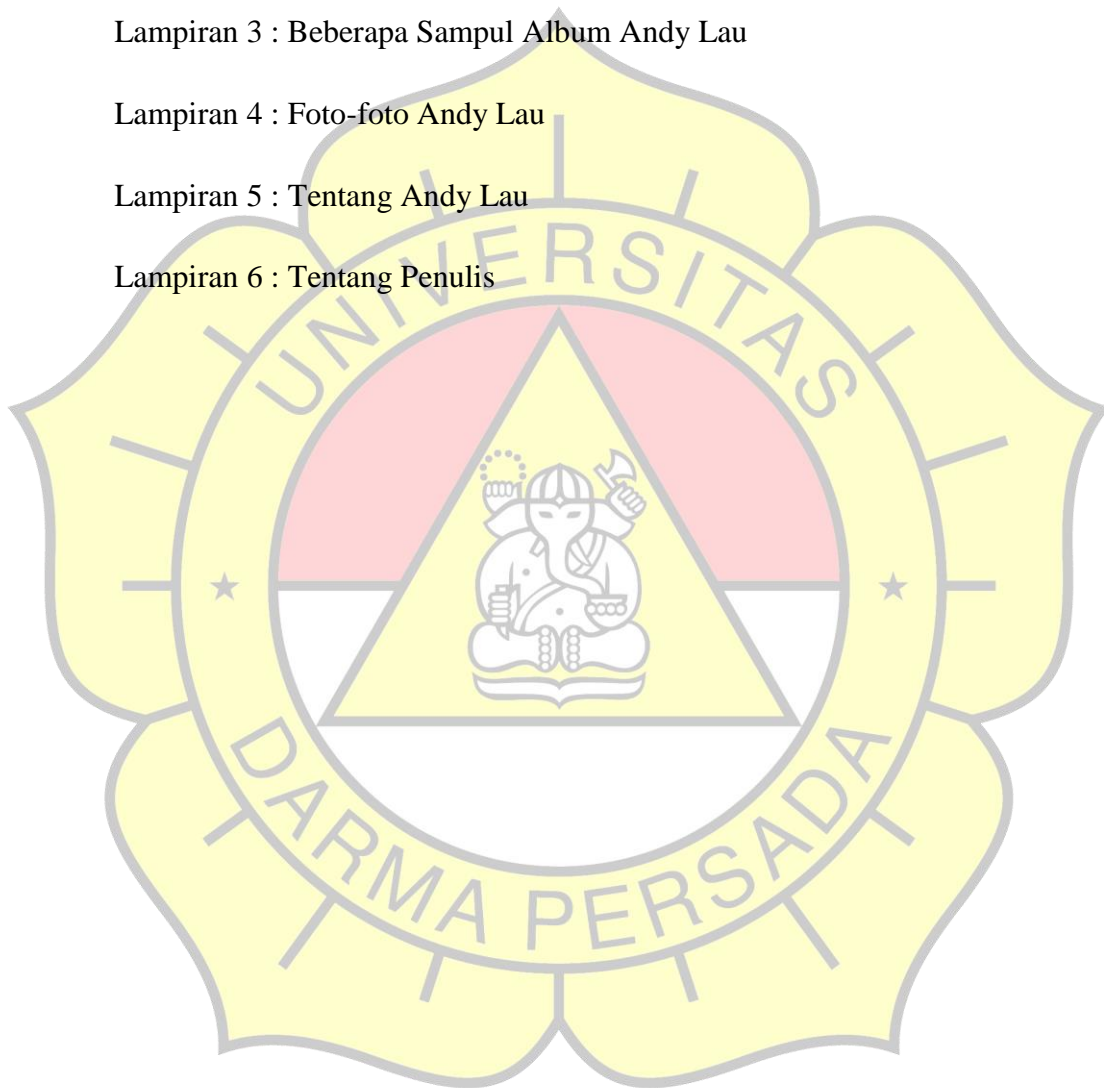 Lampiran 3 : Beberapa Sampul Album Andy Lau
Lampiran 4 : Foto-foto Andy Lau
Lampiran 5 : Tentang Andy Lau
Lampiran 6 : Tentang Penulis
UNIVERSITAS
DARMA PERSADA